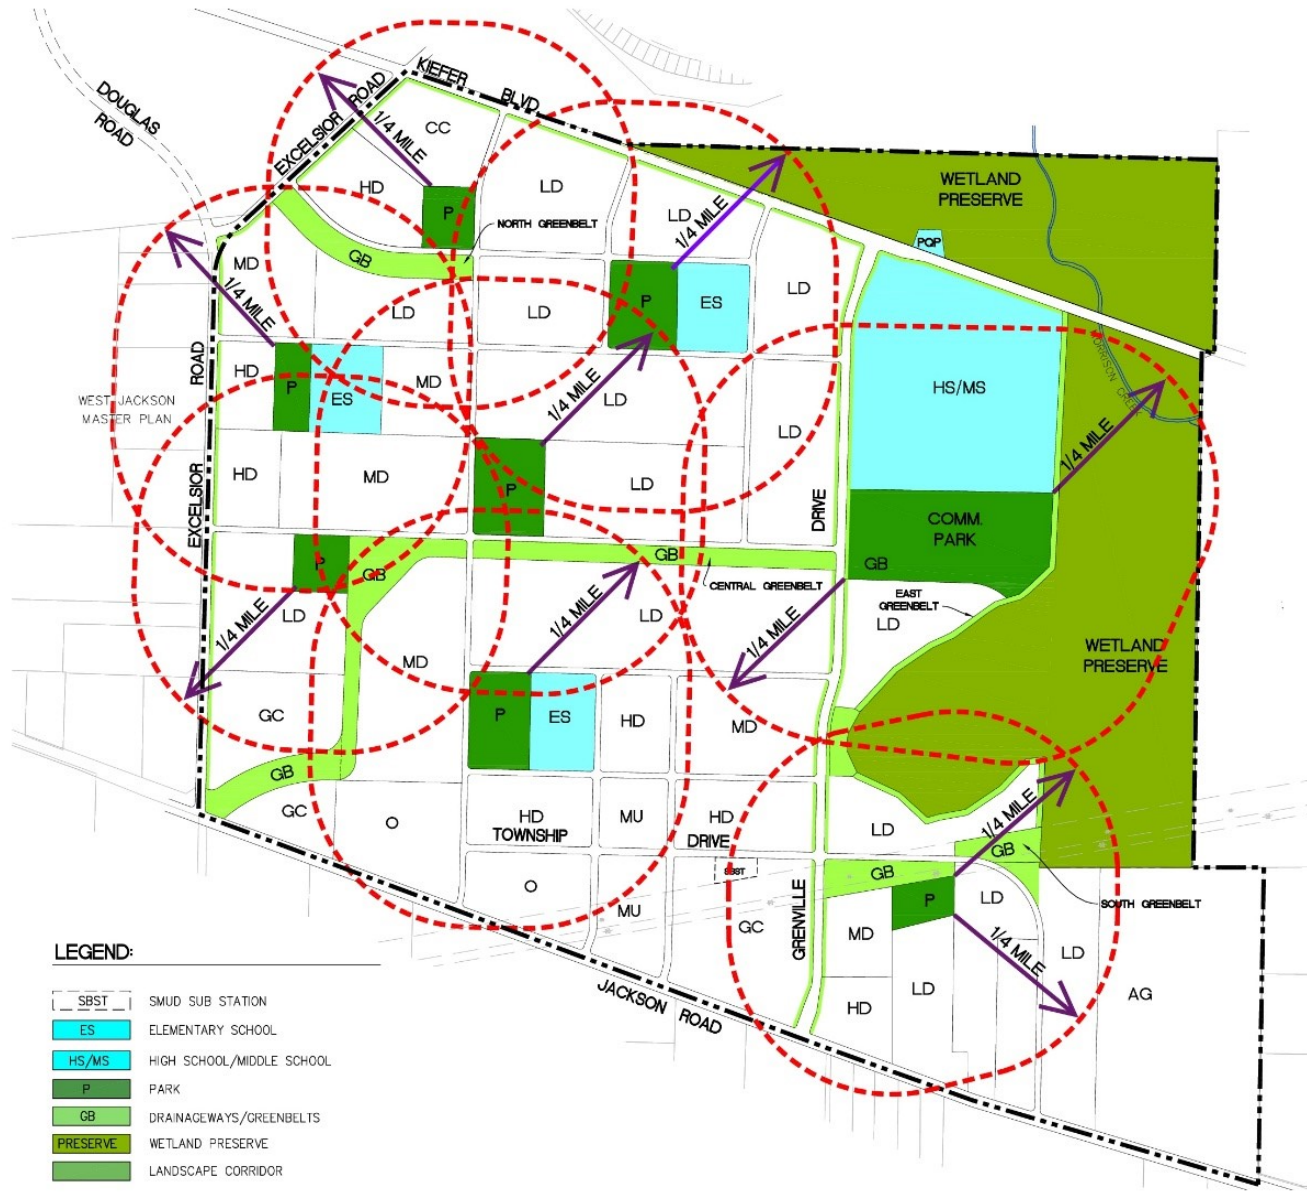 KIEFER
BLVD
DOUGLAS
ROAD
EXCELSIOR ROAD
1/4 MILE
CC
HD
LD
P
NORTH GREENBELT
LD
1/4 MILE
WETLAND
PRESERVE
PQP
MD
GB
1/4 MILE
LD
LD
P
ES
LD
HD
P
ES
MD
1/4 MILE
LD
HS/MS
MORRISON CREEK
ROAD
WEST JACKSON
MASTER PLAN
EXCELSIOR
HD
MD
P
LD
LD
1/4 MILE
DRIVE
COMM.
PARK
GB
P
GB
GB
CENTRAL GREENBELT
EAST
GREENBELT
LD
1/4 MILE
LD
1/4 MILE
LD
1/4 MILE
WETLAND
PRESERVE
MD
GC
P
ES
HD
MD
GB
GC
O
HD
MU
HD
TOWNSHIP
DRIVE
LD
1/4 MILE
GB
SBST
GB
O
MU
GC
GRENVILLE
P
LD
SOUTH GREENBELT
MD
1/4 MILE
LD
HD
LD
AG
JACKSON ROAD
LEGEND:
SBST SMUD SUB STATION
ES ELEMENTARY SCHOOL
HS/MS HIGH SCHOOL/MIDDLE SCHOOL
P PARK
GB DRAINAGEWAYS/GREENBELTS
PRESERVE WETLAND PRESERVE
LANDSCAPE CORRIDOR